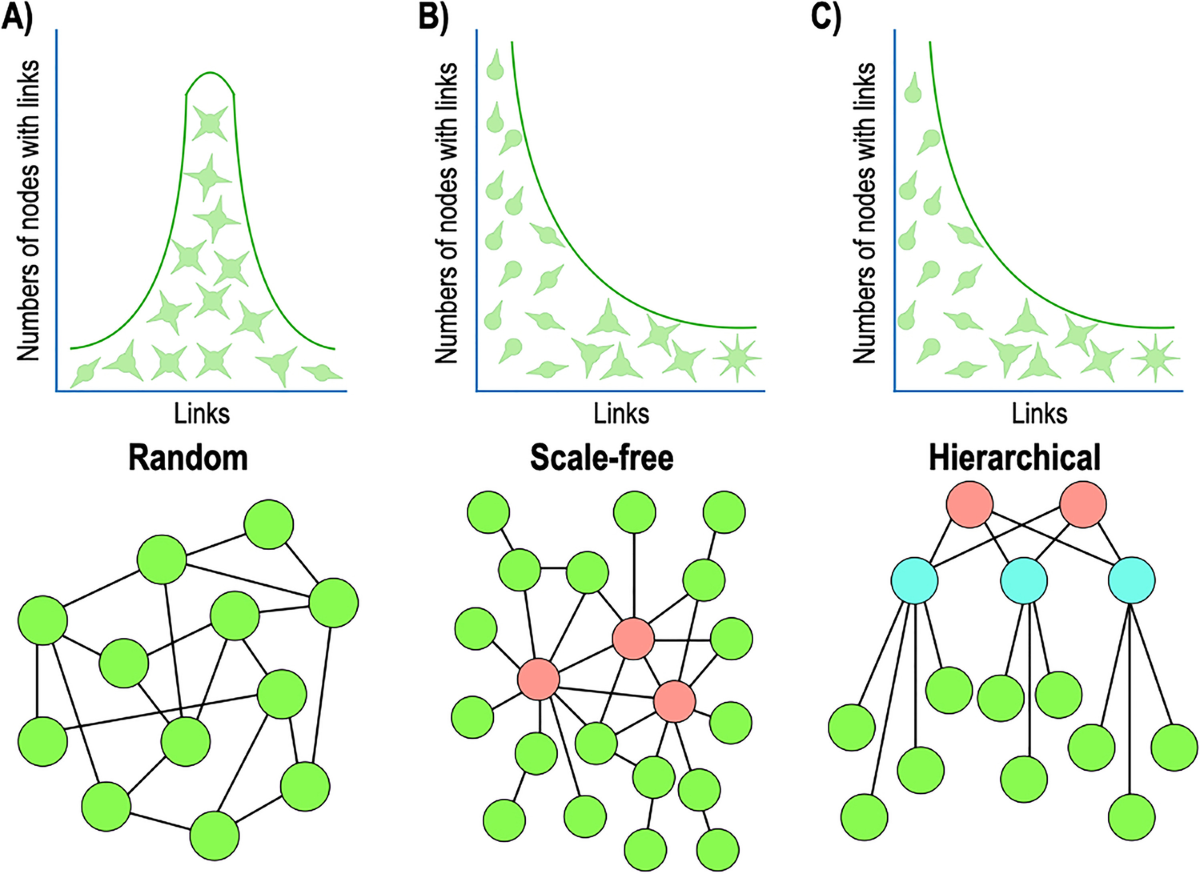 A)
Numbers of nodes with links
Links
Random
B)
Numbers of nodes with links
Links
Scale-free
C)
Numbers of nodes with links
Links
Hierarchical